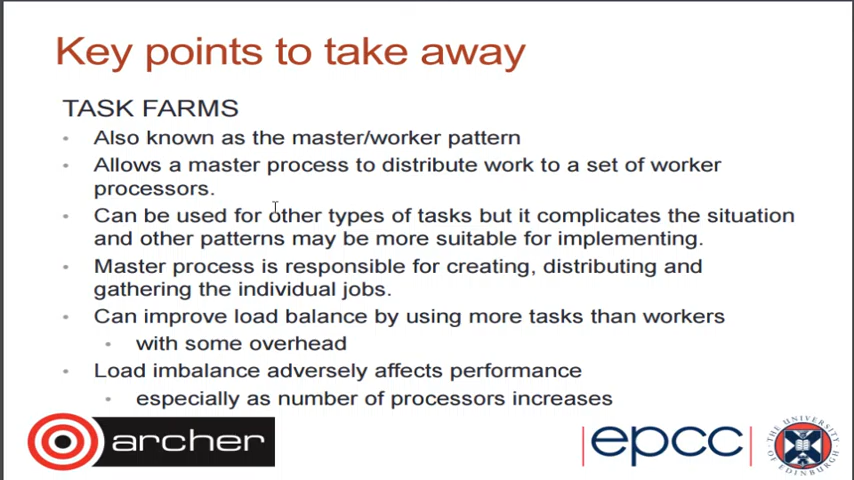 Key points to take away
TASK FARMS
Also known as the master/worker pattern
Allows a master process to distribute work to a set of worker
processors.
Can be used for other types of tasks but it complicates the situation
and other patterns may be more suitable for implementing.
Master process is responsible for creating, distributing and
gathering the individual jobs.
Can improve load balance by using more tasks than workers
with some overhead
Load imbalance adversely affects performance
especially as number of processors increases
archer
epcc
THE UNIVERSITY
OF EDINBURGH